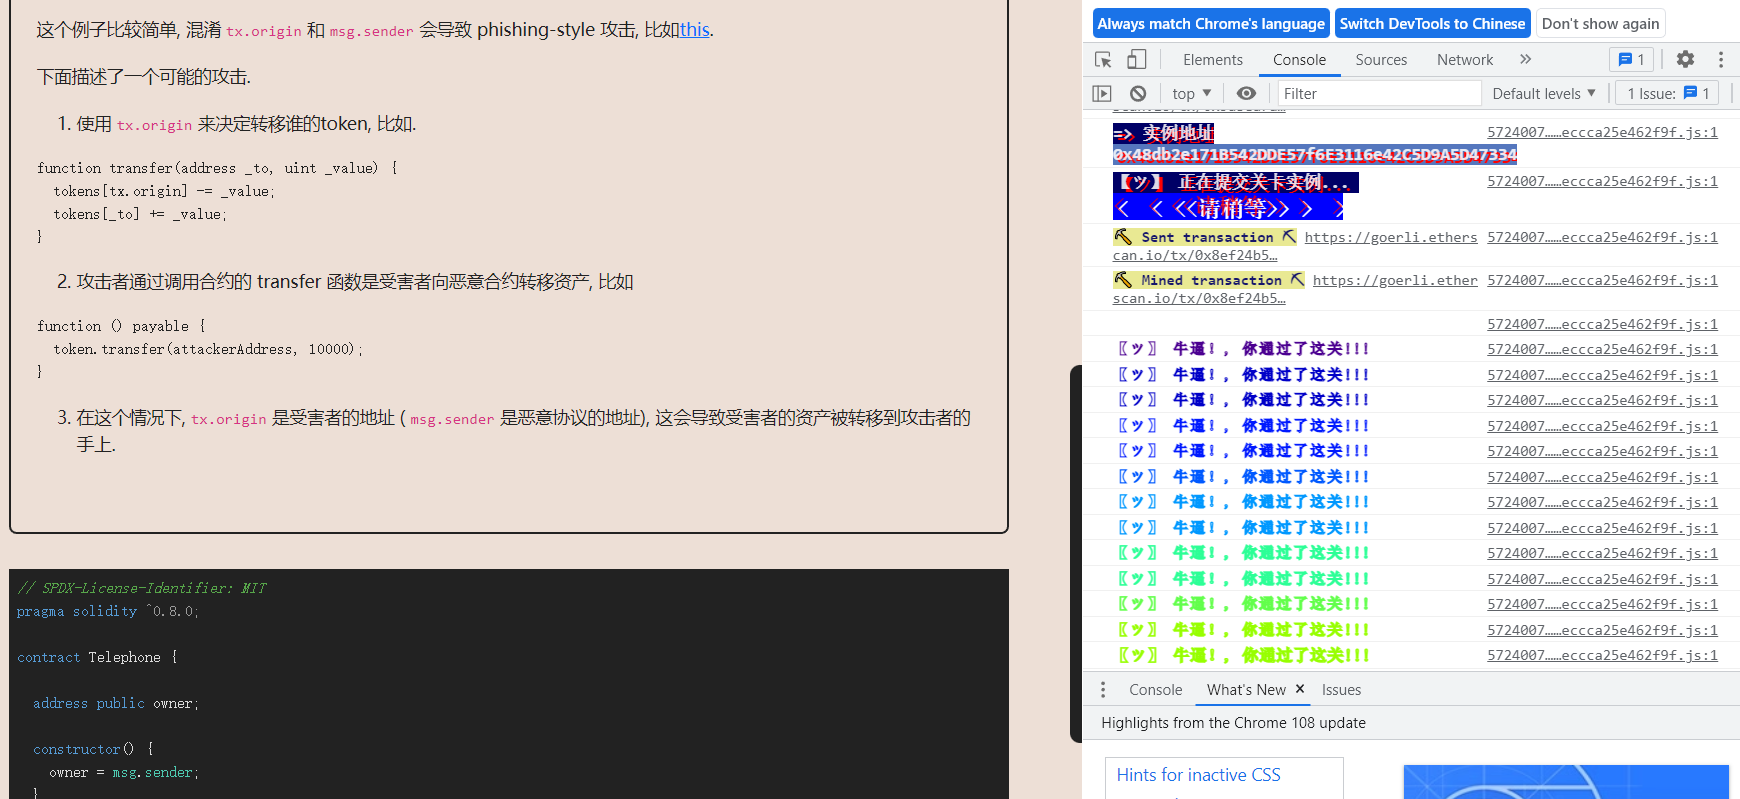 这个例子比较简单, 混淆 tx.origin 和 msg.sender 会导致 phishing-style 攻击, 比如this.
下面描述了一个可能的攻击.
1. 使用 tx.origin 来决定转移谁的token, 比如.
function transfer(address _to, uint _value) {
tokens[tx.origin] -= _value;
tokens[_to] += _value;
}
2. 攻击者通过调用合约的 transfer 函数是受害者向恶意合约转移资产, 比如
function () payable {
token.transfer(attackerAddress, 10000);
}
3. 在这个情况下, tx.origin 是受害者的地址 ( msg.sender 是恶意协议的地址), 这会导致受害者的资产被转移到攻击者的
手上.
// SPDX-License-Identifier: MIT
pragma solidity ^0.8.0;
contract Telephone {
address public owner;
constructor() {
owner = msg.sender;
}
Always match Chrome's language Switch DevTools to Chinese Don't show again
Elements Console Sources Network » 1
top Filter Default levels 1 Issue: 1
=> 实例地址 5724007……eccca25e462f9f.js:1
0x48db2e171B542DDE57f6E3116e42C5D9A5D47334
【ツ】 正在提交关卡实例... 5724007……eccca25e462f9f.js:1
< < <<请稍等>> > >
⛏ Sent transaction ⛏ https://goerli.ethers 5724007……eccca25e462f9f.js:1
can.io/tx/0x8ef24b5…
⛏ Mined transaction ⛏ https://goerli.ether 5724007……eccca25e462f9f.js:1
scan.io/tx/0x8ef24b5…
5724007……eccca25e462f9f.js:1
〖ツ〗 牛逼!, 你通过了这关!!! 5724007……eccca25e462f9f.js:1
〖ツ〗 牛逼!, 你通过了这关!!! 5724007……eccca25e462f9f.js:1
〖ツ〗 牛逼!, 你通过了这关!!! 5724007……eccca25e462f9f.js:1
〖ツ〗 牛逼!, 你通过了这关!!! 5724007……eccca25e462f9f.js:1
〖ツ〗 牛逼!, 你通过了这关!!! 5724007……eccca25e462f9f.js:1
〖ツ〗 牛逼!, 你通过了这关!!! 5724007……eccca25e462f9f.js:1
〖ツ〗 牛逼!, 你通过了这关!!! 5724007……eccca25e462f9f.js:1
〖ツ〗 牛逼!, 你通过了这关!!! 5724007……eccca25e462f9f.js:1
〖ツ〗 牛逼!, 你通过了这关!!! 5724007……eccca25e462f9f.js:1
〖ツ〗 牛逼!, 你通过了这关!!! 5724007……eccca25e462f9f.js:1
〖ツ〗 牛逼!, 你通过了这关!!! 5724007……eccca25e462f9f.js:1
〖ツ〗 牛逼!, 你通过了这关!!! 5724007……eccca25e462f9f.js:1
〖ツ〗 牛逼!, 你通过了这关!!! 5724007……eccca25e462f9f.js:1
Console What's New × Issues
Highlights from the Chrome 108 update
Hints for inactive CSS